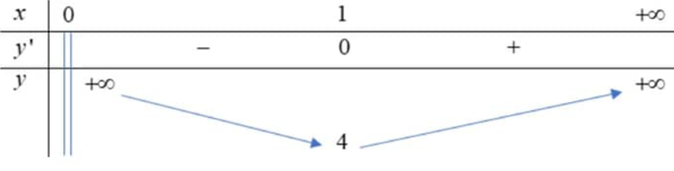 x 0 1 +∞
y' − 0 +
y +∞ +∞
4